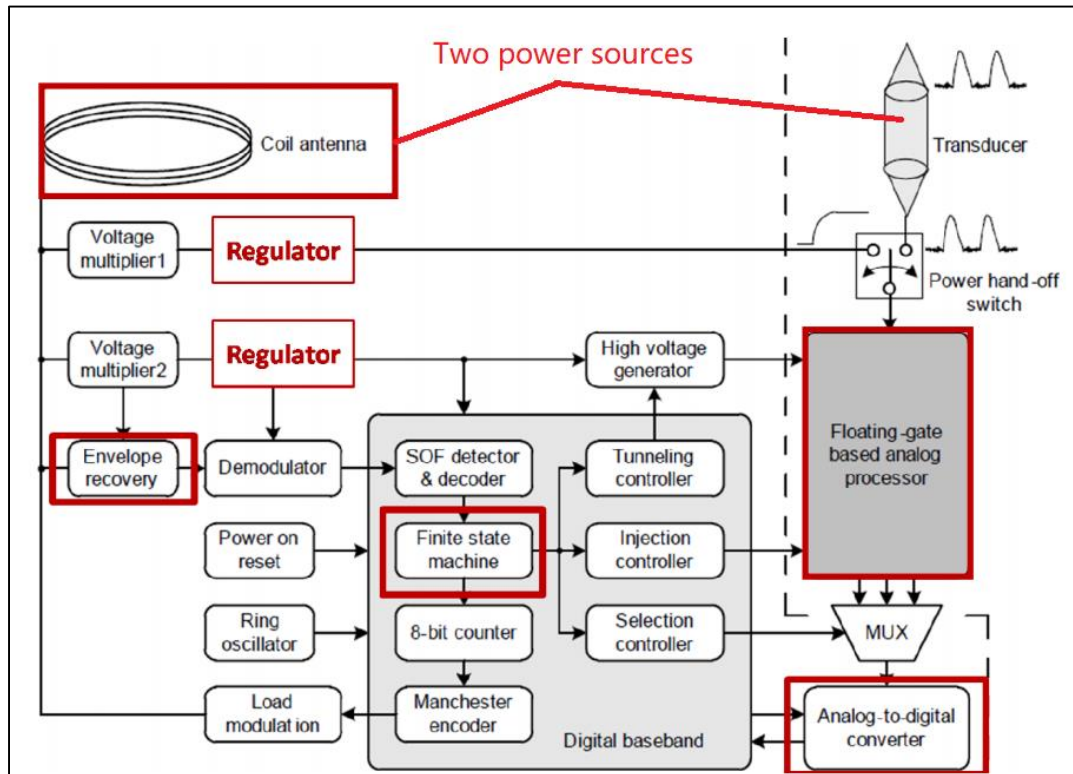 Two power sources
Coil antenna
Transducer
Voltage
multiplier1
Regulator
Power hand-off
switch
Voltage
multiplier2
Regulator
High voltage
generator
Floating-gate
based analog
processor
Envelope
recovery
Demodulator
SOF detector
& decoder
Tunneling
controller
Power on
reset
Finite state
machine
Injection
controller
Ring
oscillator
8-bit counter
Selection
controller
MUX
Load
modulation
Manchester
encoder
Digital baseband
Analog-to-digital
converter